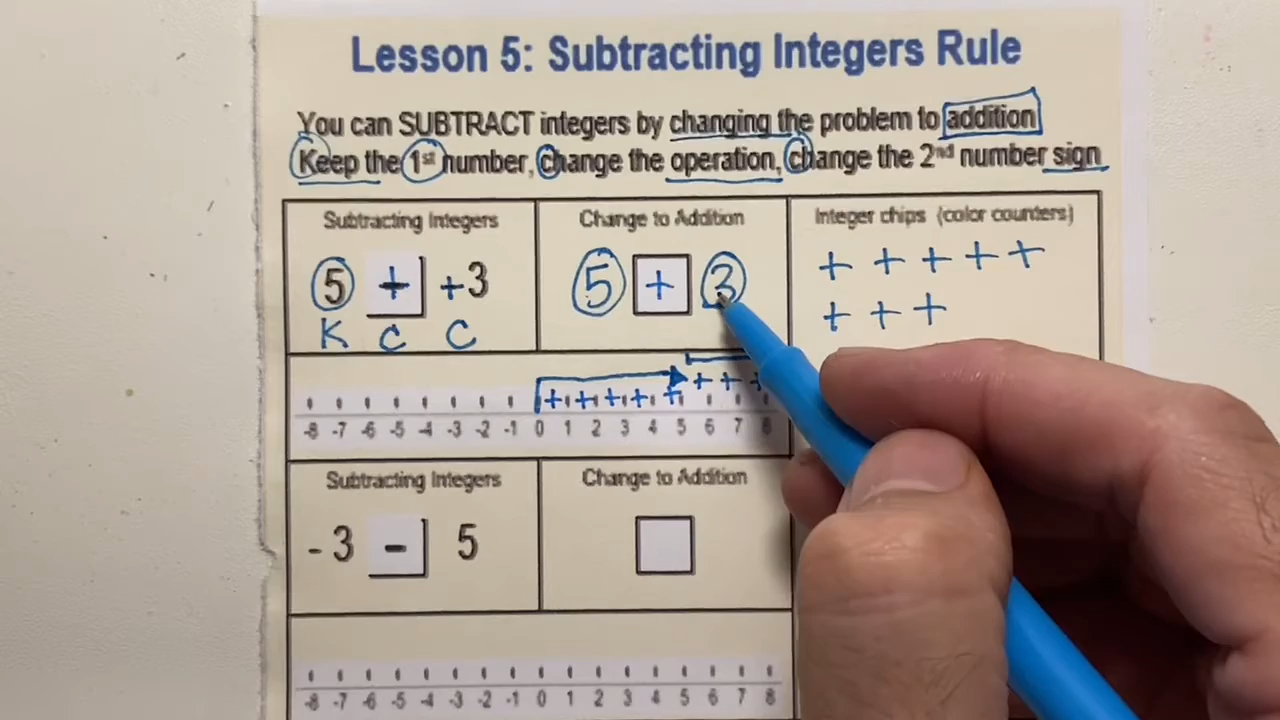 Lesson 5: Subtracting Integers Rule
You can SUBTRACT integers by changing the problem to addition
Keep the 1st number, change the operation, change the 2nd number sign
Subtracting Integers
Change to Addition
Integer chips (color counters)
5 + +3
K C C
5 + 3
+ + + + +
+ + +
+ + + + + + + +
-8 -7 -6 -5 -4 -3 -2 -1 0 1 2 3 4 5 6 7 8
Subtracting Integers
Change to Addition
-3 - 5
-8 -7 -6 -5 -4 -3 -2 -1 0 1 2 3 4 5 6 7 8